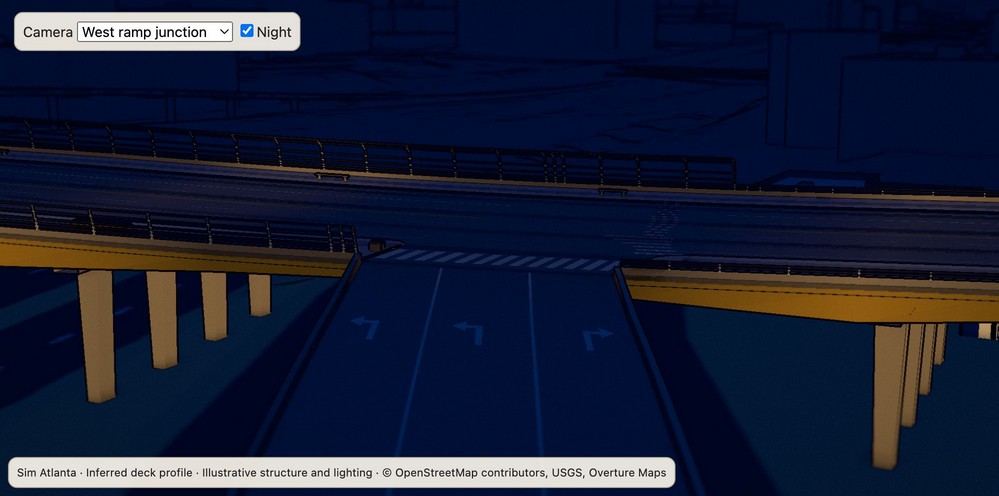 Camera West ramp junction Night
Sim Atlanta · Inferred deck profile · Illustrative structure and lighting · © OpenStreetMap contributors, USGS, Overture Maps